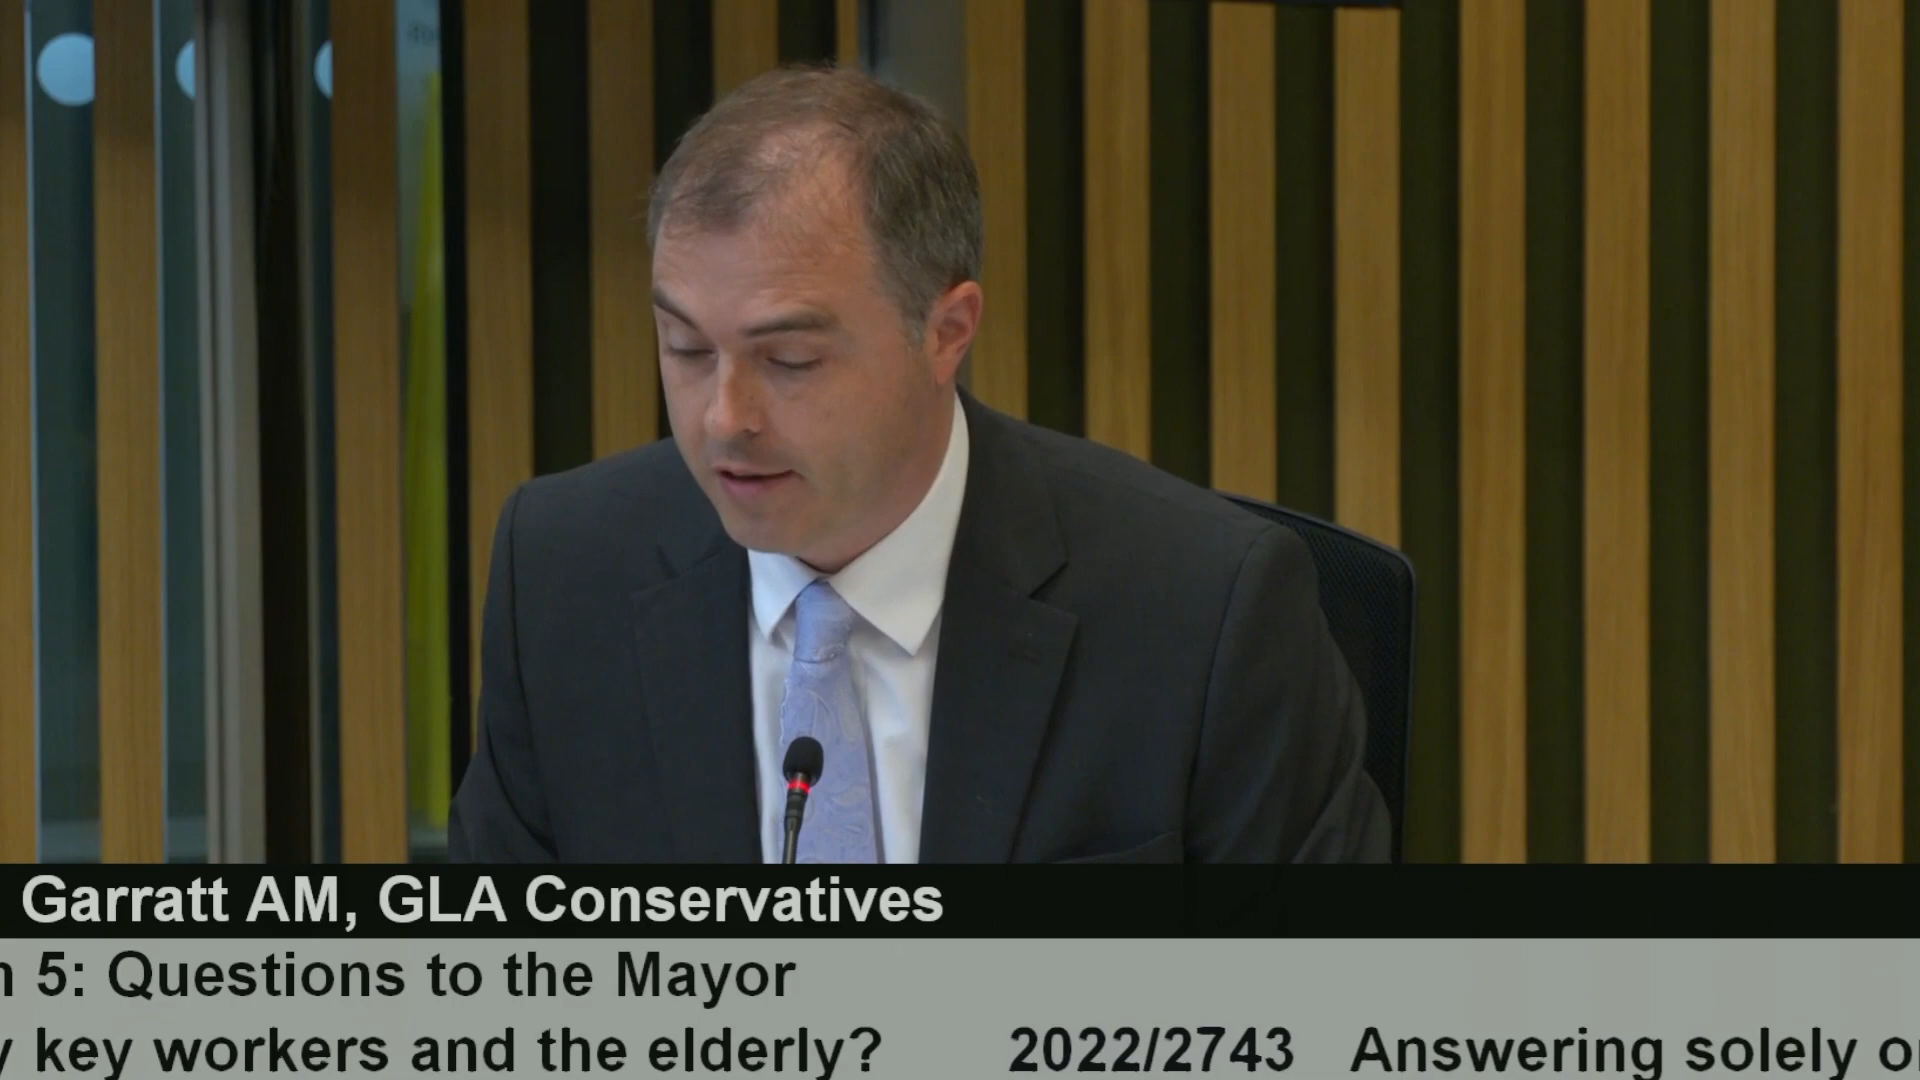 Garratt AM, GLA Conservatives
5: Questions to the Mayor
key workers and the elderly? 2022/2743 Answering solely